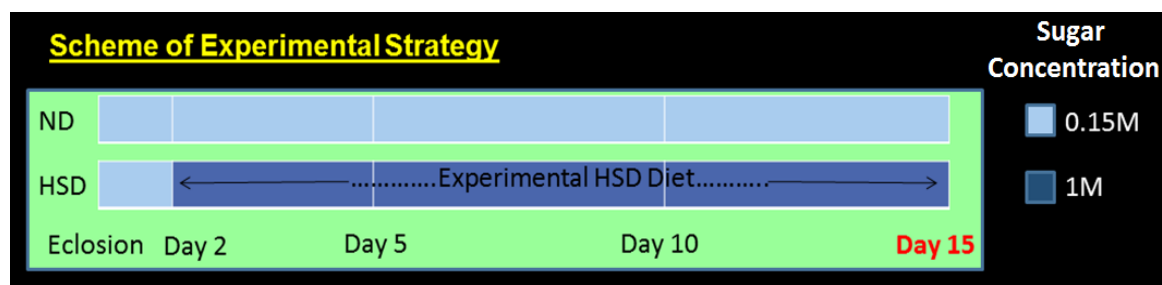 Scheme of Experimental Strategy
Sugar
Concentration
ND
0.15M
HSD
.............Experimental HSD Diet...........
1M
Eclosion Day 2 Day 5 Day 10 Day 15